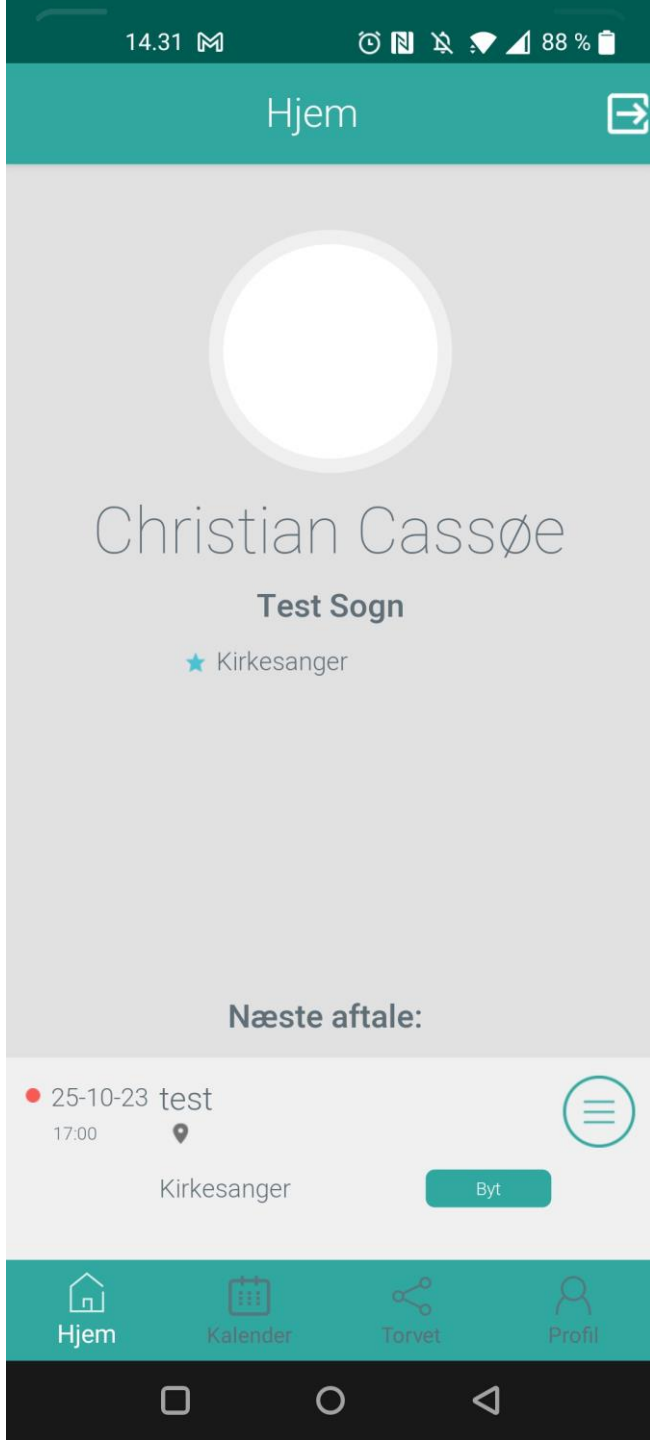 14.31 88 %
Hjem
Christian Cassøe
Test Sogn
Kirkesanger
Næste aftale:
25-10-23 test
17:00
Kirkesanger Byt
Hjem Kalender Torvet Profil